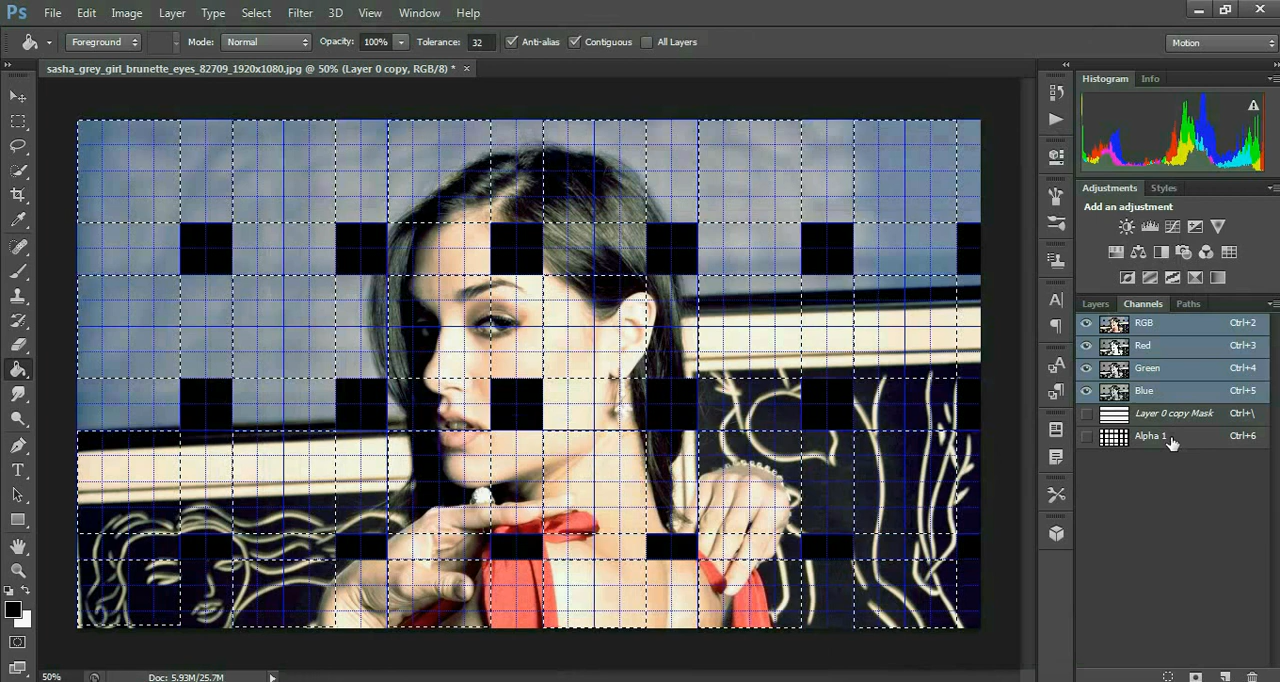 Ps File Edit Image Layer Type Select Filter 3D View Window Help
Foreground Mode: Normal Opacity: 100% Tolerance: 32 Anti-alias Contiguous All Layers Motion
sasha_grey_girl_brunette_eyes_82709_1920x1080.jpg @ 50% (Layer 0 copy, RGB/8) * ×
Histogram Info
Adjustments Styles
Add an adjustment
Layers Channels Paths
RGB Ctrl+2
Red Ctrl+3
Green Ctrl+4
Blue Ctrl+5
Layer 0 copy Mask Ctrl+\
Alpha 1 Ctrl+6
50% Doc: 5.93M/25.7M